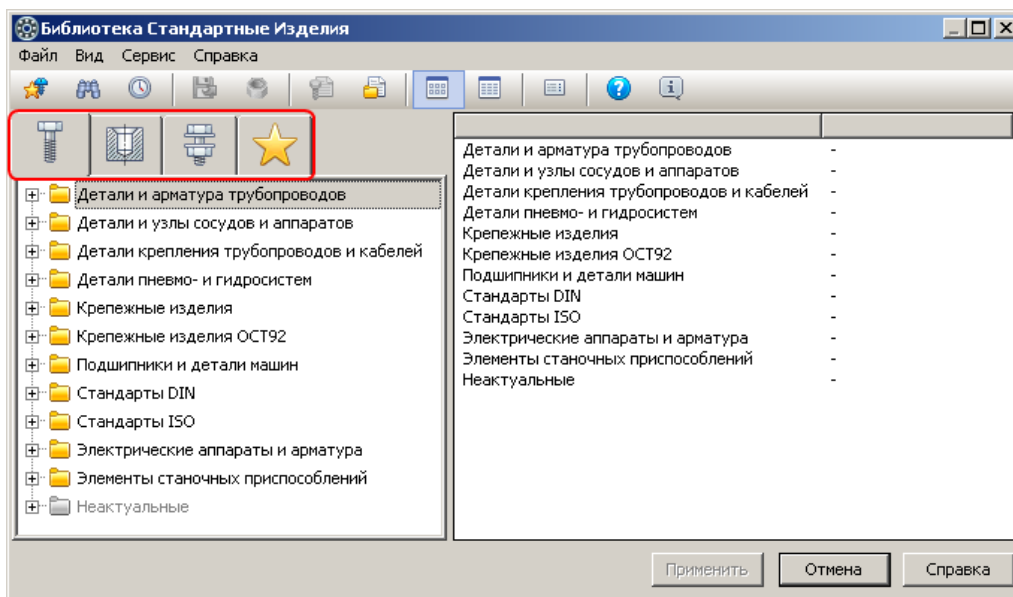 Библиотека Стандартные Изделия
Файл Вид Сервис Справка
Детали и арматура трубопроводов
Детали и узлы сосудов и аппаратов
Детали крепления трубопроводов и кабелей
Детали пневмо- и гидросистем
Крепежные изделия
Крепежные изделия ОСТ92
Подшипники и детали машин
Стандарты DIN
Стандарты ISO
Электрические аппараты и арматура
Элементы станочных приспособлений
Неактуальные
Детали и арматура трубопроводов -
Детали и узлы сосудов и аппаратов -
Детали крепления трубопроводов и кабелей -
Детали пневмо- и гидросистем -
Крепежные изделия -
Крепежные изделия ОСТ92 -
Подшипники и детали машин -
Стандарты DIN -
Стандарты ISO -
Электрические аппараты и арматура -
Элементы станочных приспособлений -
Неактуальные -
Применить Отмена Справка